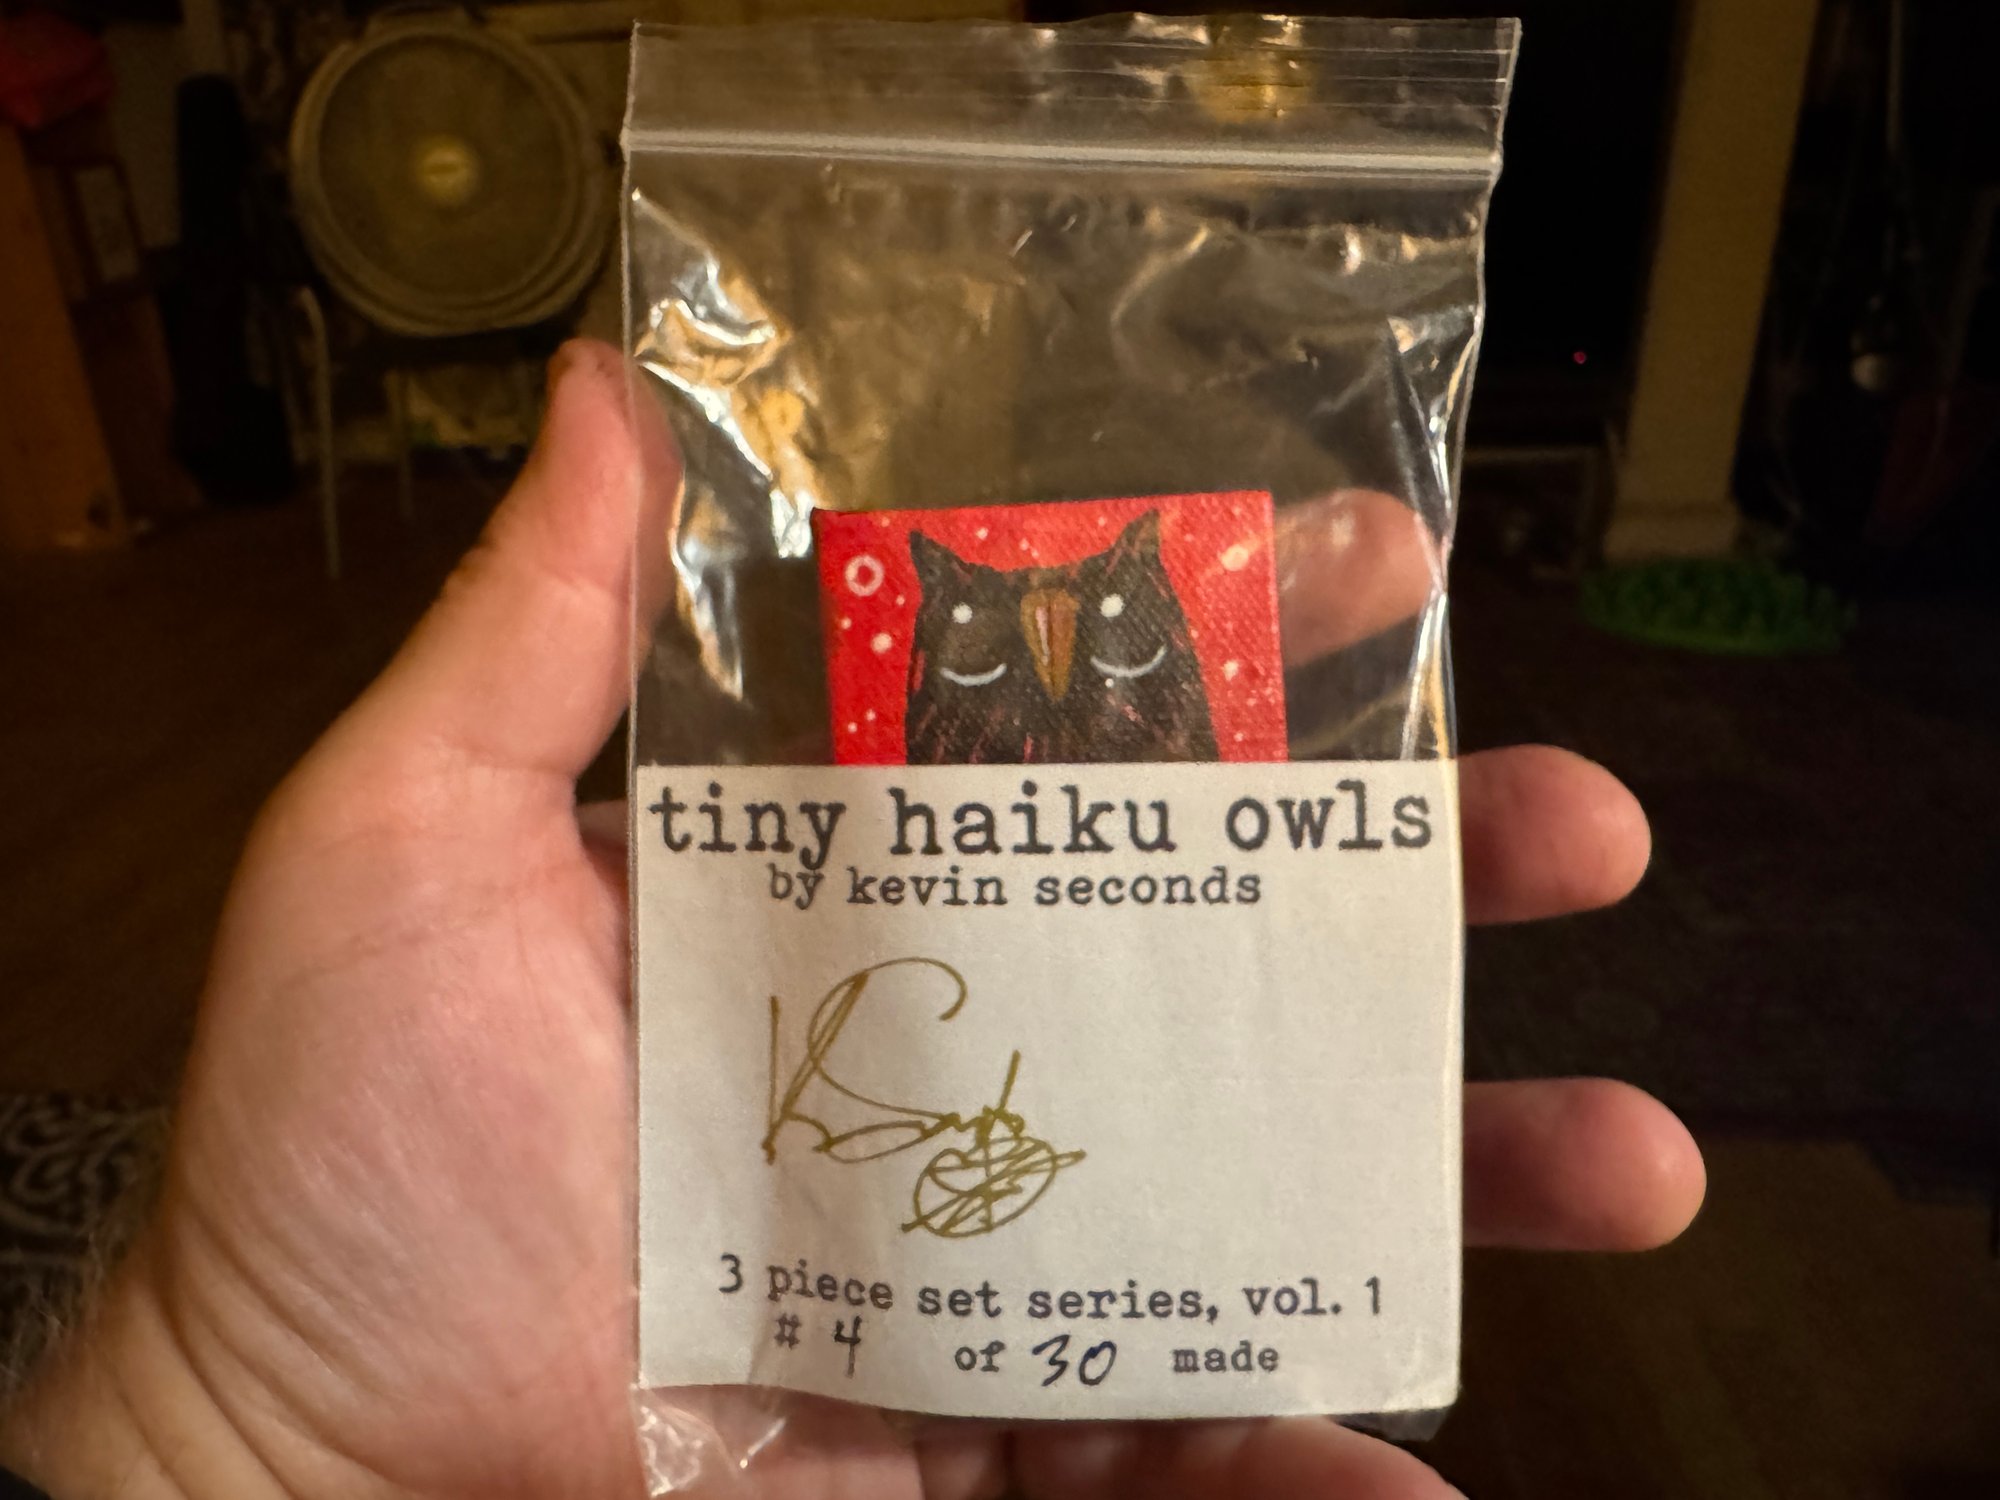 tiny haiku owls
by kevin seconds
3 piece set series, vol. 1
# 4 of 30 made